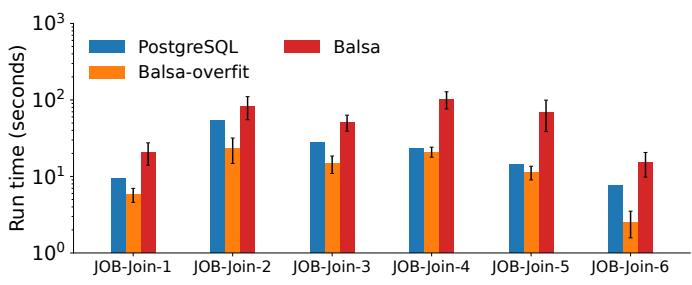 Run time (seconds)
10³
10²
10¹
10⁰
PostgreSQL
Balsa-overfit
Balsa
JOB-Join-1 JOB-Join-2 JOB-Join-3 JOB-Join-4 JOB-Join-5 JOB-Join-6